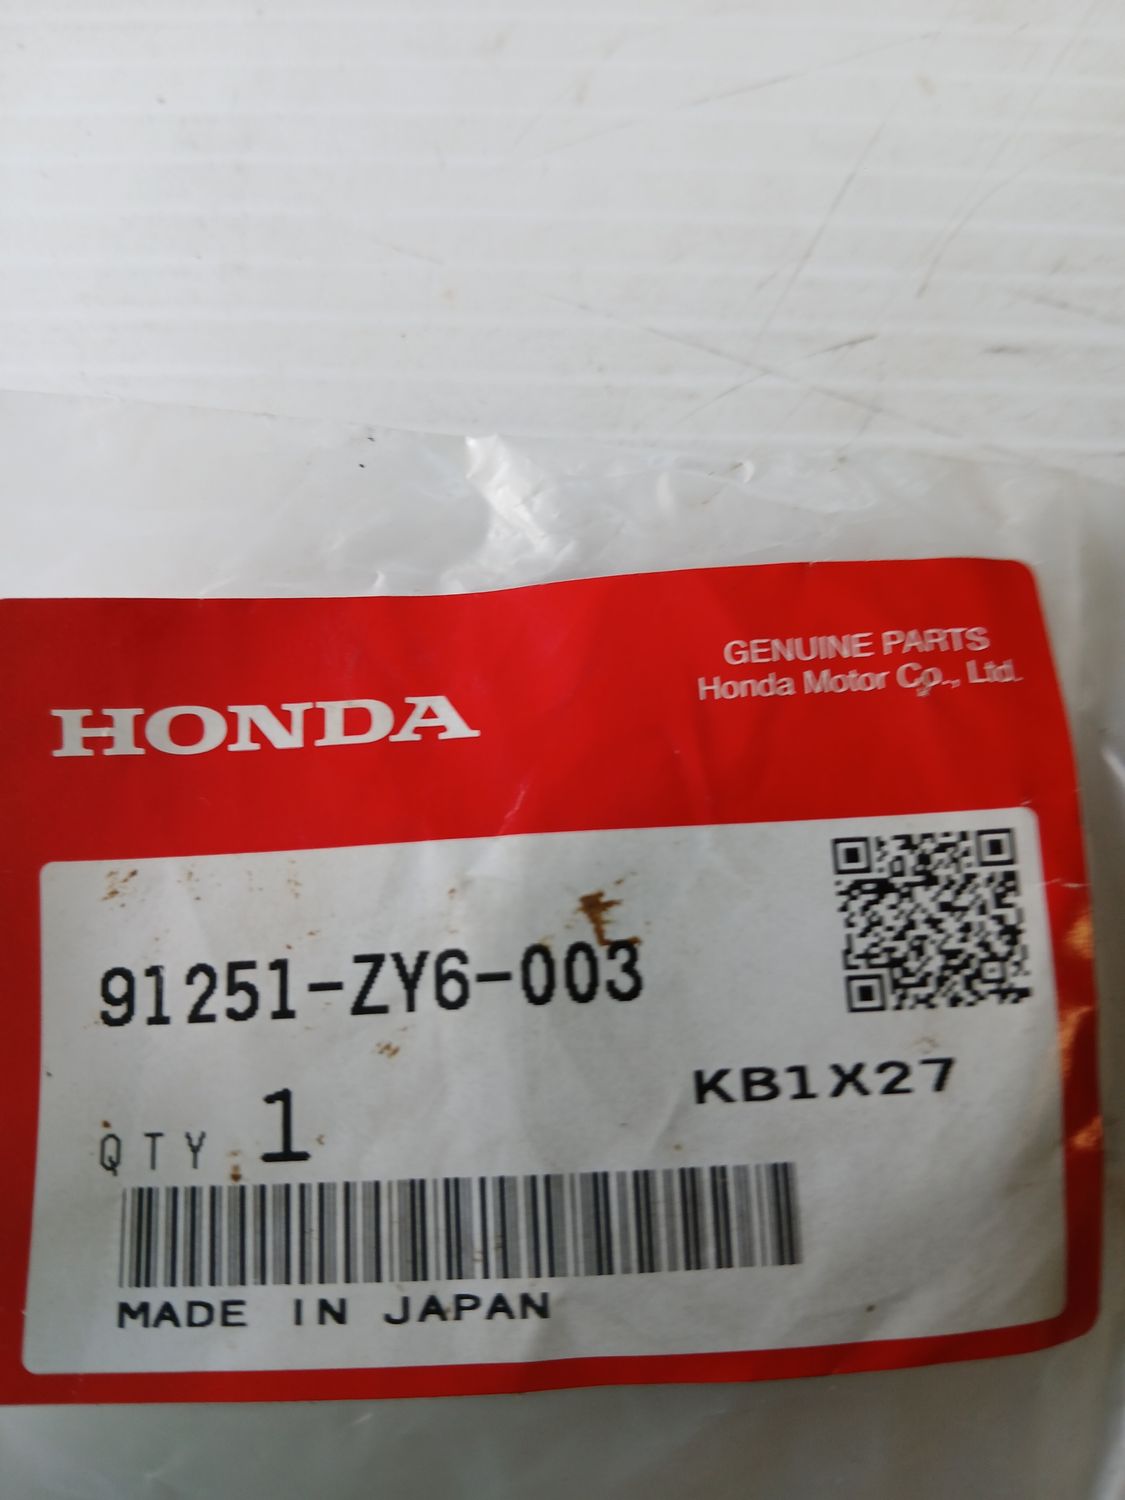 GENUINE PARTS
Honda Motor Co., Ltd.
HONDA
91251-ZY6-003
KB1X27
QTY 1
MADE IN JAPAN